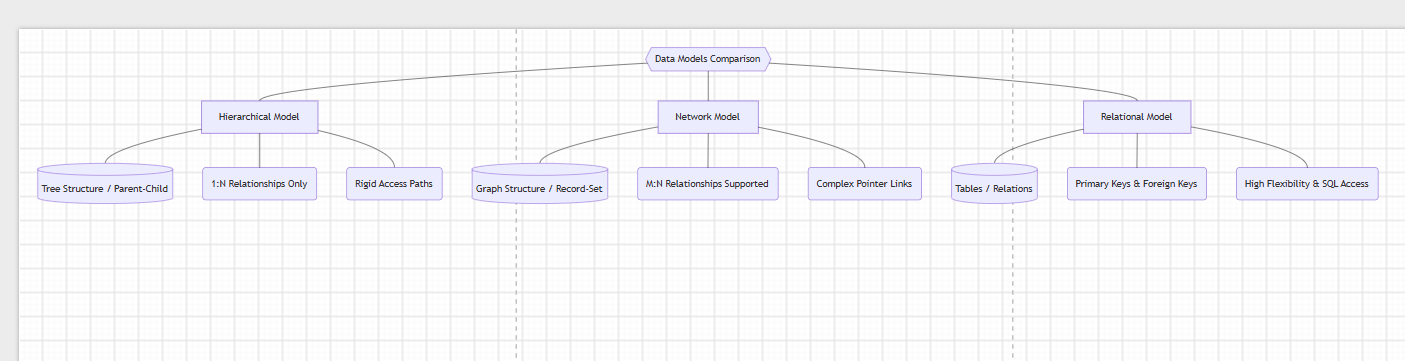 Data Models Comparison
Hierarchical Model
Network Model
Relational Model
Tree Structure / Parent-Child
1:N Relationships Only
Rigid Access Paths
Graph Structure / Record-Set
M:N Relationships Supported
Complex Pointer Links
Tables / Relations
Primary Keys & Foreign Keys
High Flexibility & SQL Access